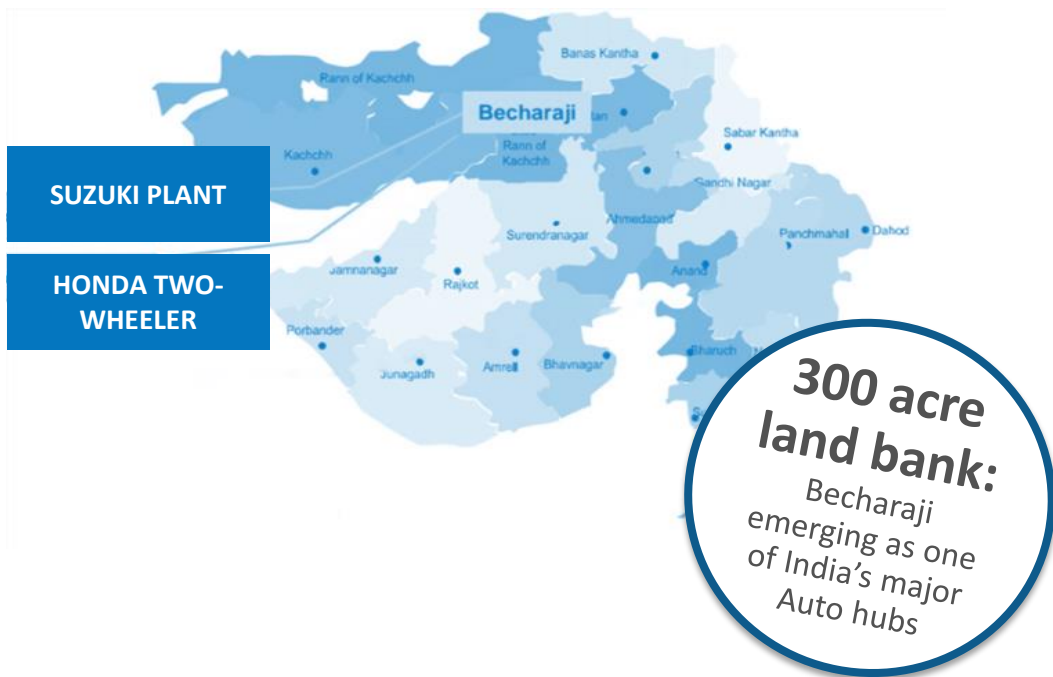 Banas Kantha
Rann of Kachchh
Becharaji
tan
Rann of
Kachchh
Sabar Kantha
Kachchh
SUZUKI PLANT
Gandhi Nagar
Ahmedabad
Surendranagar
Panchmahal
Dahod
Jamnanagar
Rajkot
Anand
HONDA TWO-
WHEELER
Porbander
Junagadh
Amreli
Bhavnagar
Bharuch
300 acre
land bank:
Becharaji
emerging as one
of India's major
Auto hubs